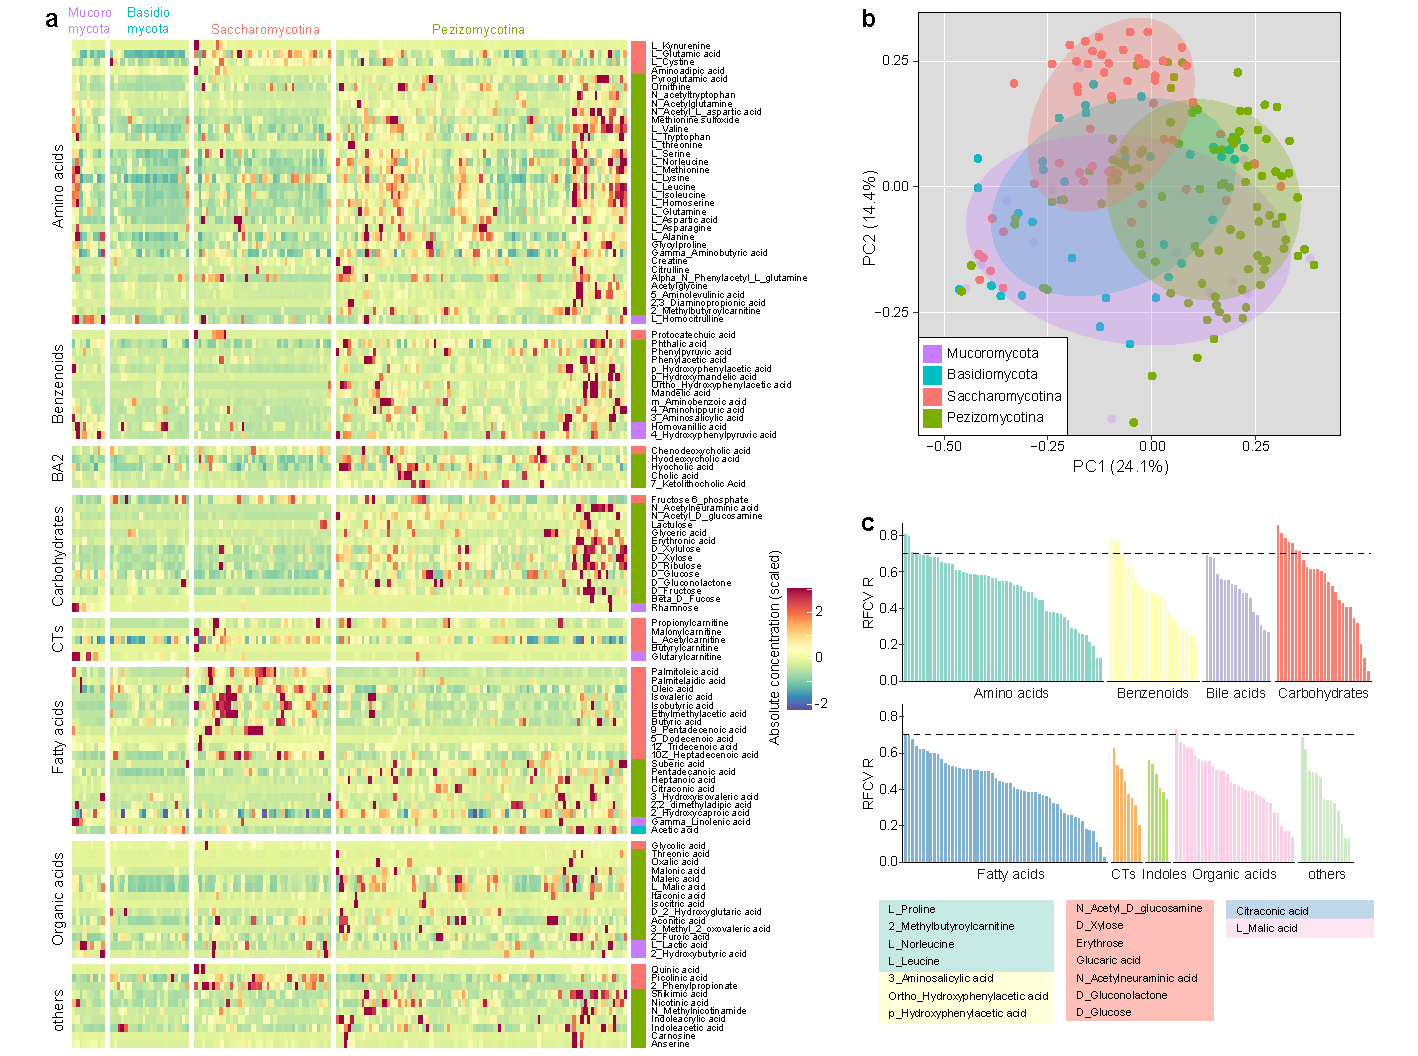 a
Mucoro
mycota
Basidio
mycota
Saccharomycotina
Pezizomycotina
Amino acids
L_Kynurenine
L_Glutamic acid
L_Cystine
Aminoadipic acid
Pyroglutamic acid
Ornithine
N_acetyltryptophan
N_Acetylglutamine
N_Acetyl_L_aspartic acid
Methionine sulfoxide
L_Valine
L_Tryptophan
L_threonine
L_Serine
L_Norleucine
L_Methionine
L_Lysine
L_Leucine
L_Isoleucine
L_Homoserine
L_Glutamine
L_Aspartic acid
L_Asparagine
L_Alanine
Glycylproline
Gamma_Aminobutyric acid
Creatine
Citrulline
Alpha_N_Phenylacetyl_L_glutamine
Acetylglycine
5_Aminolevulinic acid
2,3_Diaminopropionic acid
2_Methylbutyroylcarnitine
L_Homocitrulline
Benzenoids
Protocatechuic acid
Phthalic acid
Phenylpyruvic acid
Phenylacetic acid
p_Hydroxyphenylacetic acid
p_Hydroxymandelic acid
Ortho_Hydroxyphenylacetic acid
Mandelic acid
m_Aminobenzoic acid
4_Aminohippuric acid
3_Aminosalicylic acid
Homovanillic acid
4_Hydroxyphenylpyruvic acid
BA2
Chenodeoxycholic acid
Hyodeoxycholic acid
Hyocholic acid
Cholic acid
7_Ketolithocholic Acid
Carbohydrates
Fructose 6_phosphate
N_Acetylneuraminic acid
N_Acetyl_D_glucosamine
Lactulose
Glyceric acid
Erythronic acid
D_Xylulose
D_Xylose
D_Ribulose
D_Glucose
D_Gluconolactone
D_Fructose
Beta_D_Fucose
Rhamnose
CTs
Propionylcarnitine
Malonylcarnitine
L_Acetylcarnitine
Butyrylcarnitine
Glutarylcarnitine
Fatty acids
Palmitoleic acid
Palmitelaidic acid
Oleic acid
Isovaleric acid
Isobutyric acid
Ethylmethylacetic acid
Butyric acid
9_Pentadecenoic acid
5_Dodecenoic acid
12_Tridecenoic acid
10Z_Heptadecenoic acid
Suberic acid
Pentadecanoic acid
Heptanoic acid
Citraconic acid
3_Hydroxyisovaleric acid
2,2_dimethyladipic acid
2_Hydroxycaproic acid
Gamma_Linolenic acid
Acetic acid
Organic acids
Glycolic acid
Threonic acid
Oxalic acid
Malonic acid
Maleic acid
L_Malic acid
Itaconic acid
Isocitric acid
D_2_Hydroxyglutaric acid
Aconitic acid
3_Methyl_2_oxovaleric acid
2_Furoic acid
L_Lactic acid
2_Hydroxybutyric acid
others
Quinic acid
Picolinic acid
2_Phenylpropionate
Shikimic acid
Nicotinic acid
N_Methylnicotinamide
Indoleacrylic acid
Indoleacetic acid
Carnosine
Anserine
Absolute concentration (scaled)
2
0
-2
b
PC2 (14.4%)
0.25
0.00
−0.25
Mucoromycota
Basidiomycota
Saccharomycotina
Pezizomycotina
−0.50
−0.25
0.00
0.25
PC1 (24.1%)
c
RFCV R
0.8
0.6
0.4
0.2
0.0
Amino acids
Benzenoids
Bile acids
Carbohydrates
RFCV R
0.8
0.6
0.4
0.2
0.0
Fatty acids
CTs
Indoles
Organic acids
others
L_Proline
2_Methylbutyroylcarnitine
L_Norleucine
L_Leucine
3_Aminosalicylic acid
Ortho_Hydroxyphenylacetic acid
p_Hydroxyphenylacetic acid
N_Acetyl_D_glucosamine
D_Xylose
Erythrose
Glucaric acid
N_Acetylneuraminic acid
D_Gluconolactone
D_Glucose
Citraconic acid
L_Malic acid